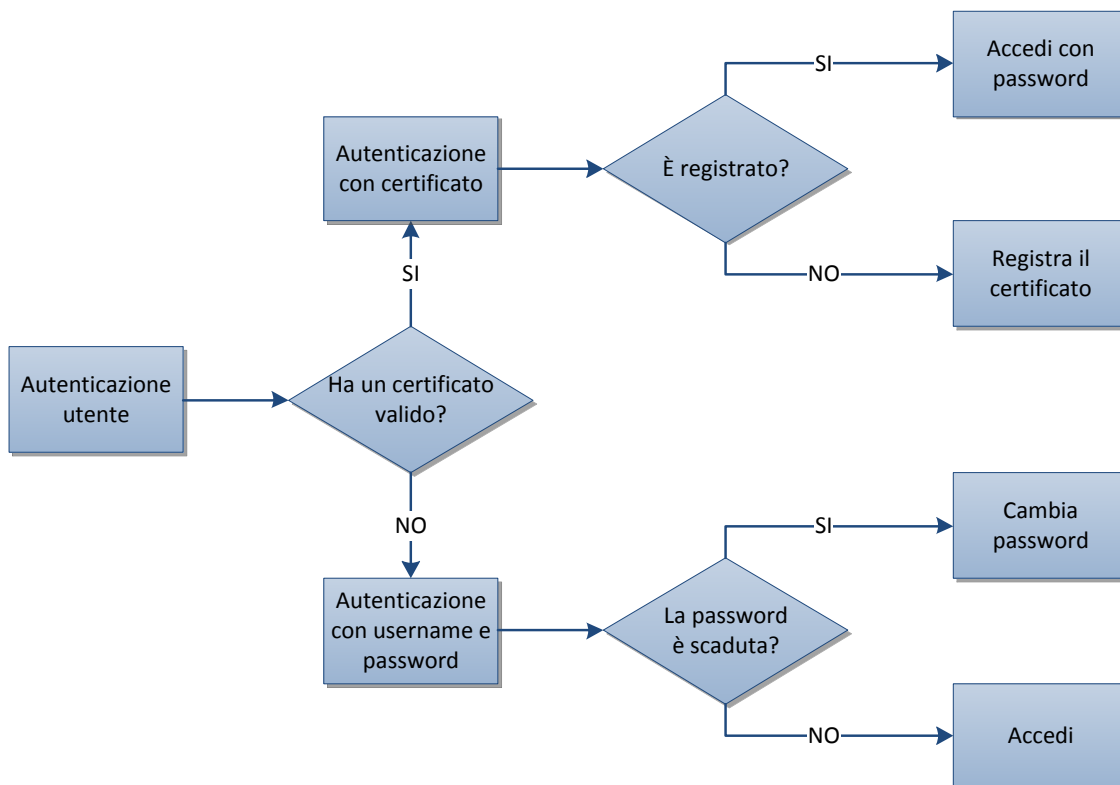 Autenticazione
utente
Ha un certificato
valido?
SI
Autenticazione
con certificato
È registrato?
SI
Accedi con
password
NO
Registra il
certificato
NO
Autenticazione
con username e
password
La password
è scaduta?
SI
Cambia
password
NO
Accedi